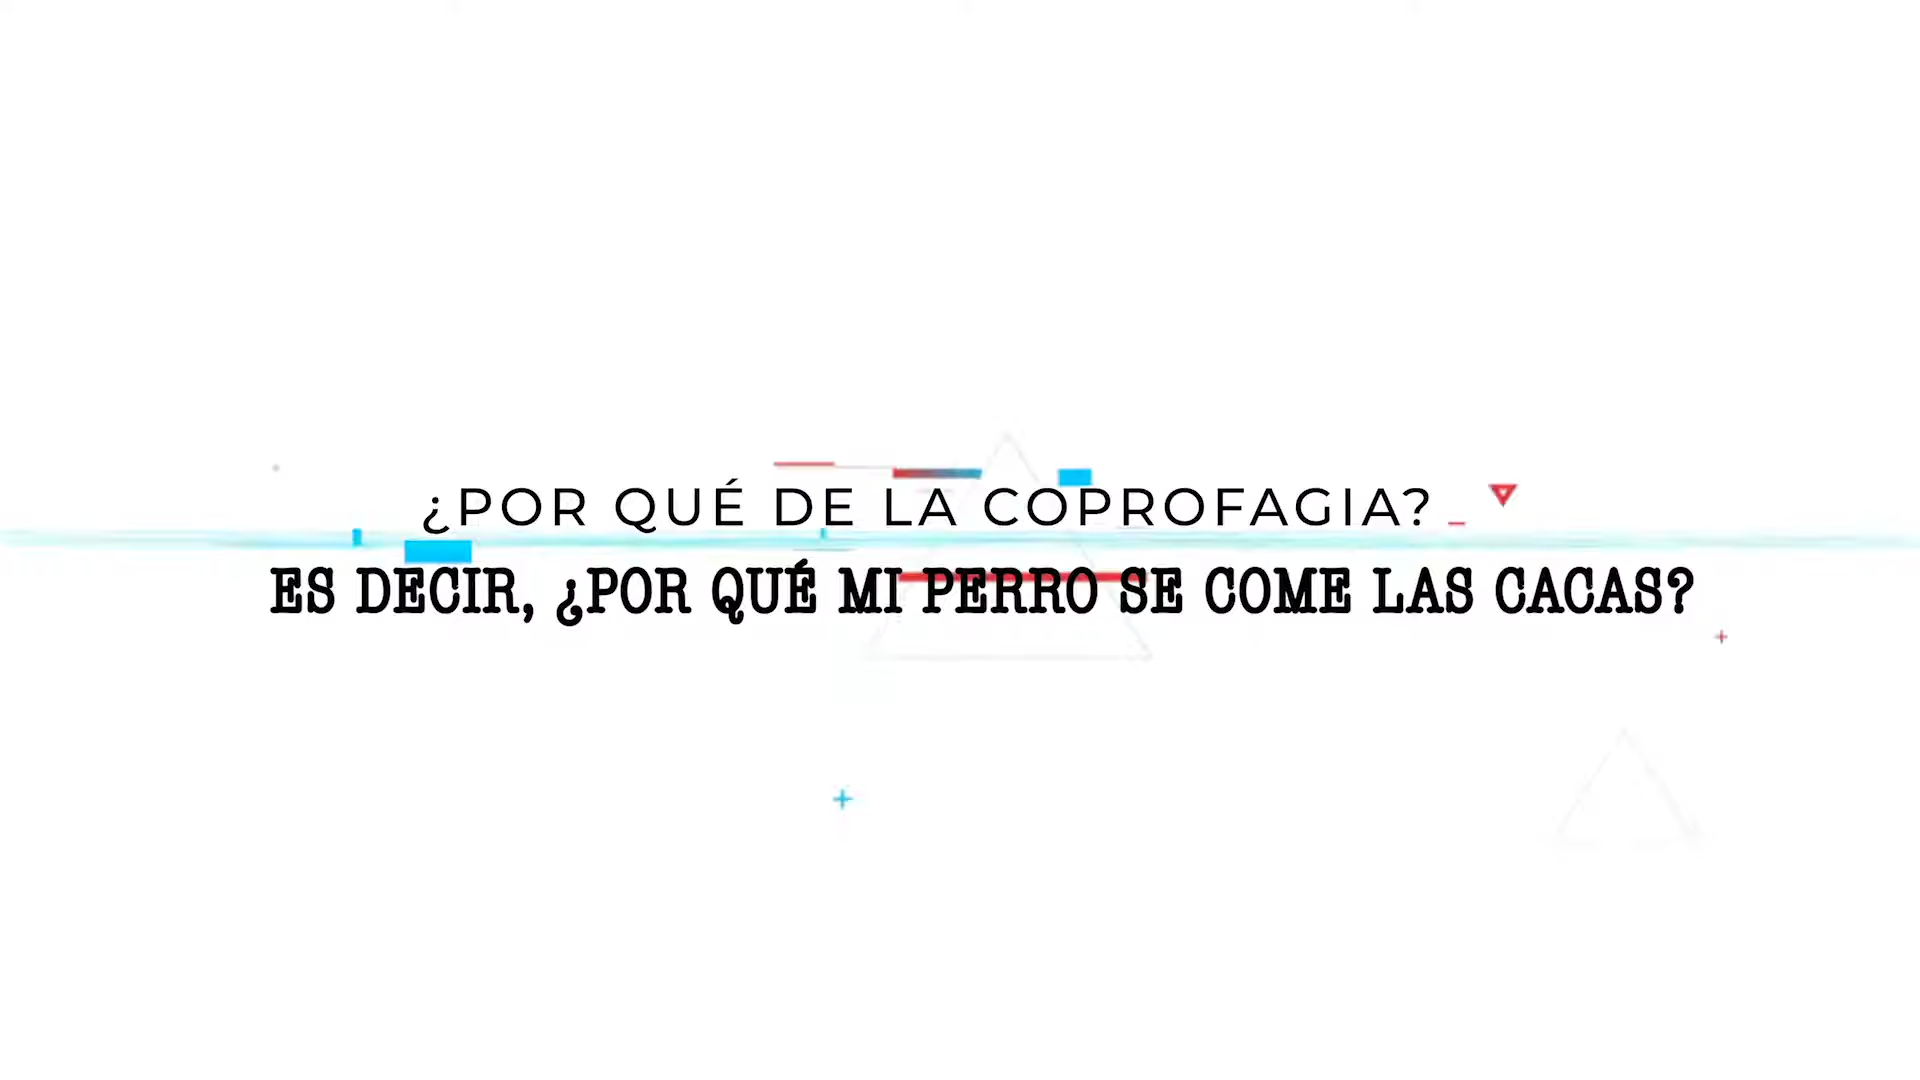 ¿POR QUÉ DE LA COPROFAGIA?
ES DECIR, ¿POR QUÉ MI PERRO SE COME LAS CACAS?